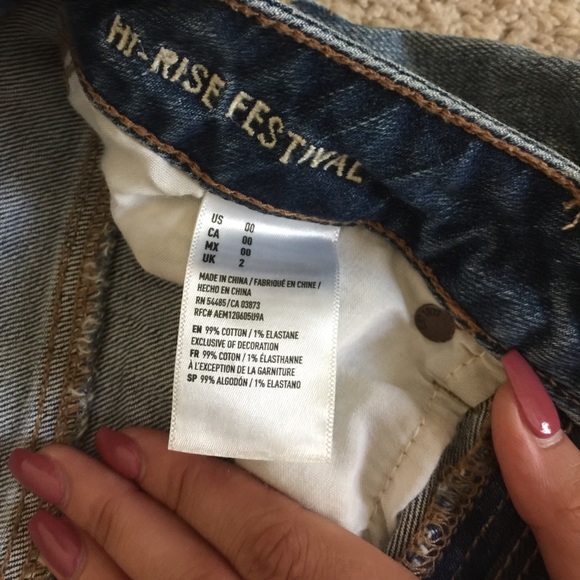 HI-RISE FESTIVAL
US 00
CA 00
MX 00
UK 2
MADE IN CHINA / FABRIQUÉ EN CHINE /
HECHO EN CHINA
RN 54485/CA 03873
RFC# AEM120605U9A
EN 99% COTTON / 1% ELASTANE
EXCLUSIVE OF DECORATION
FR 99% COTON / 1% ÉLASTHANNE
À L'EXCEPTION DE LA GARNITURE
SP 99% ALGODÓN / 1% ELASTANO